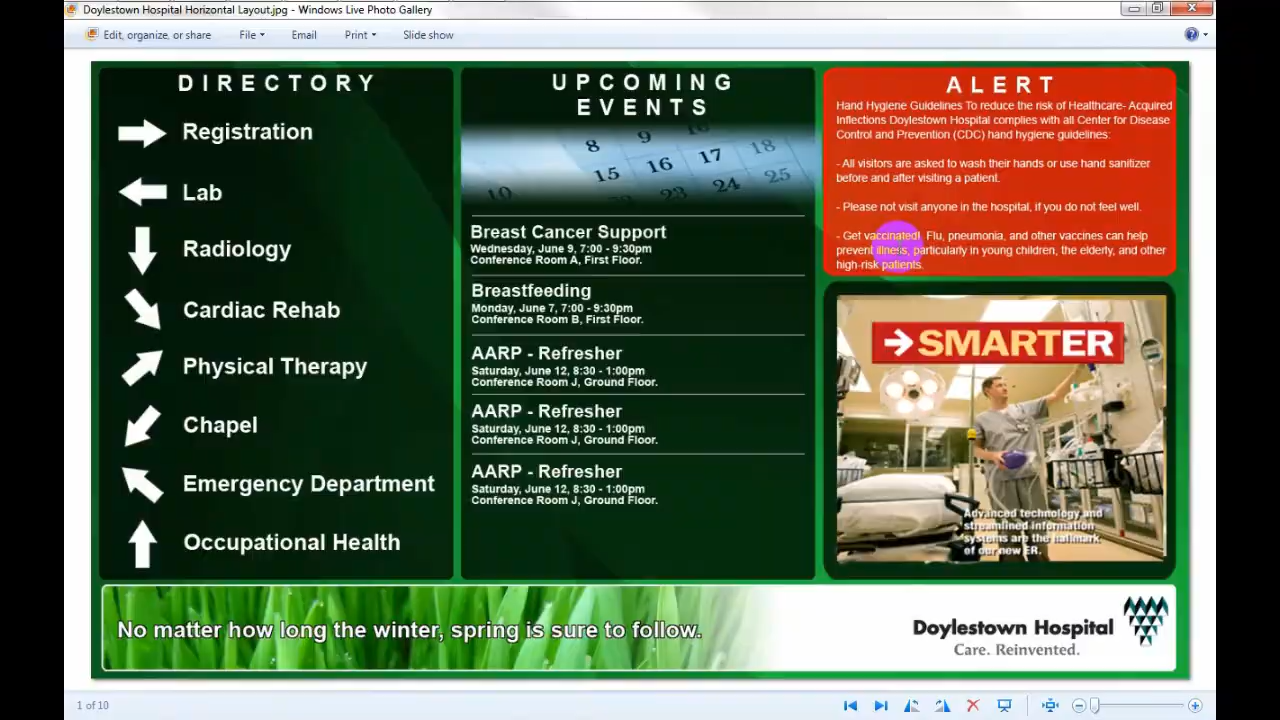 Doylestown Hospital Horizontal Layout.jpg - Windows Live Photo Gallery
Edit, organize, or share File Email Print Slide show
DIRECTORY
Registration
Lab
Radiology
Cardiac Rehab
Physical Therapy
Chapel
Emergency Department
Occupational Health
UPCOMING
EVENTS
8 9 16
15 16 17 18
10 22 23 24 25
Breast Cancer Support
Wednesday, June 9, 7:00 - 9:30pm
Conference Room A, First Floor.
Breastfeeding
Monday, June 7, 7:00 - 9:30pm
Conference Room B, First Floor.
AARP - Refresher
Saturday, June 12, 8:30 - 1:00pm
Conference Room J, Ground Floor.
AARP - Refresher
Saturday, June 12, 8:30 - 1:00pm
Conference Room J, Ground Floor.
AARP - Refresher
Saturday, June 12, 8:30 - 1:00pm
Conference Room J, Ground Floor.
ALERT
Hand Hygiene Guidelines To reduce the risk of Healthcare- Acquired
Infections Doylestown Hospital complies with all Center for Disease
Control and Prevention (CDC) hand hygiene guidelines:
- All visitors are asked to wash their hands or use hand sanitizer
before and after visiting a patient.
- Please not visit anyone in the hospital, if you do not feel well.
- Get vaccinated! Flu, pneumonia, and other vaccines can help
prevent illness, particularly in young children, the elderly, and other
high-risk patients.
SMARTER
Advanced technology and
streamlined information
systems are the hallmark
of our new ER.
No matter how long the winter, spring is sure to follow.
Doylestown Hospital
Care. Reinvented.
1 of 10